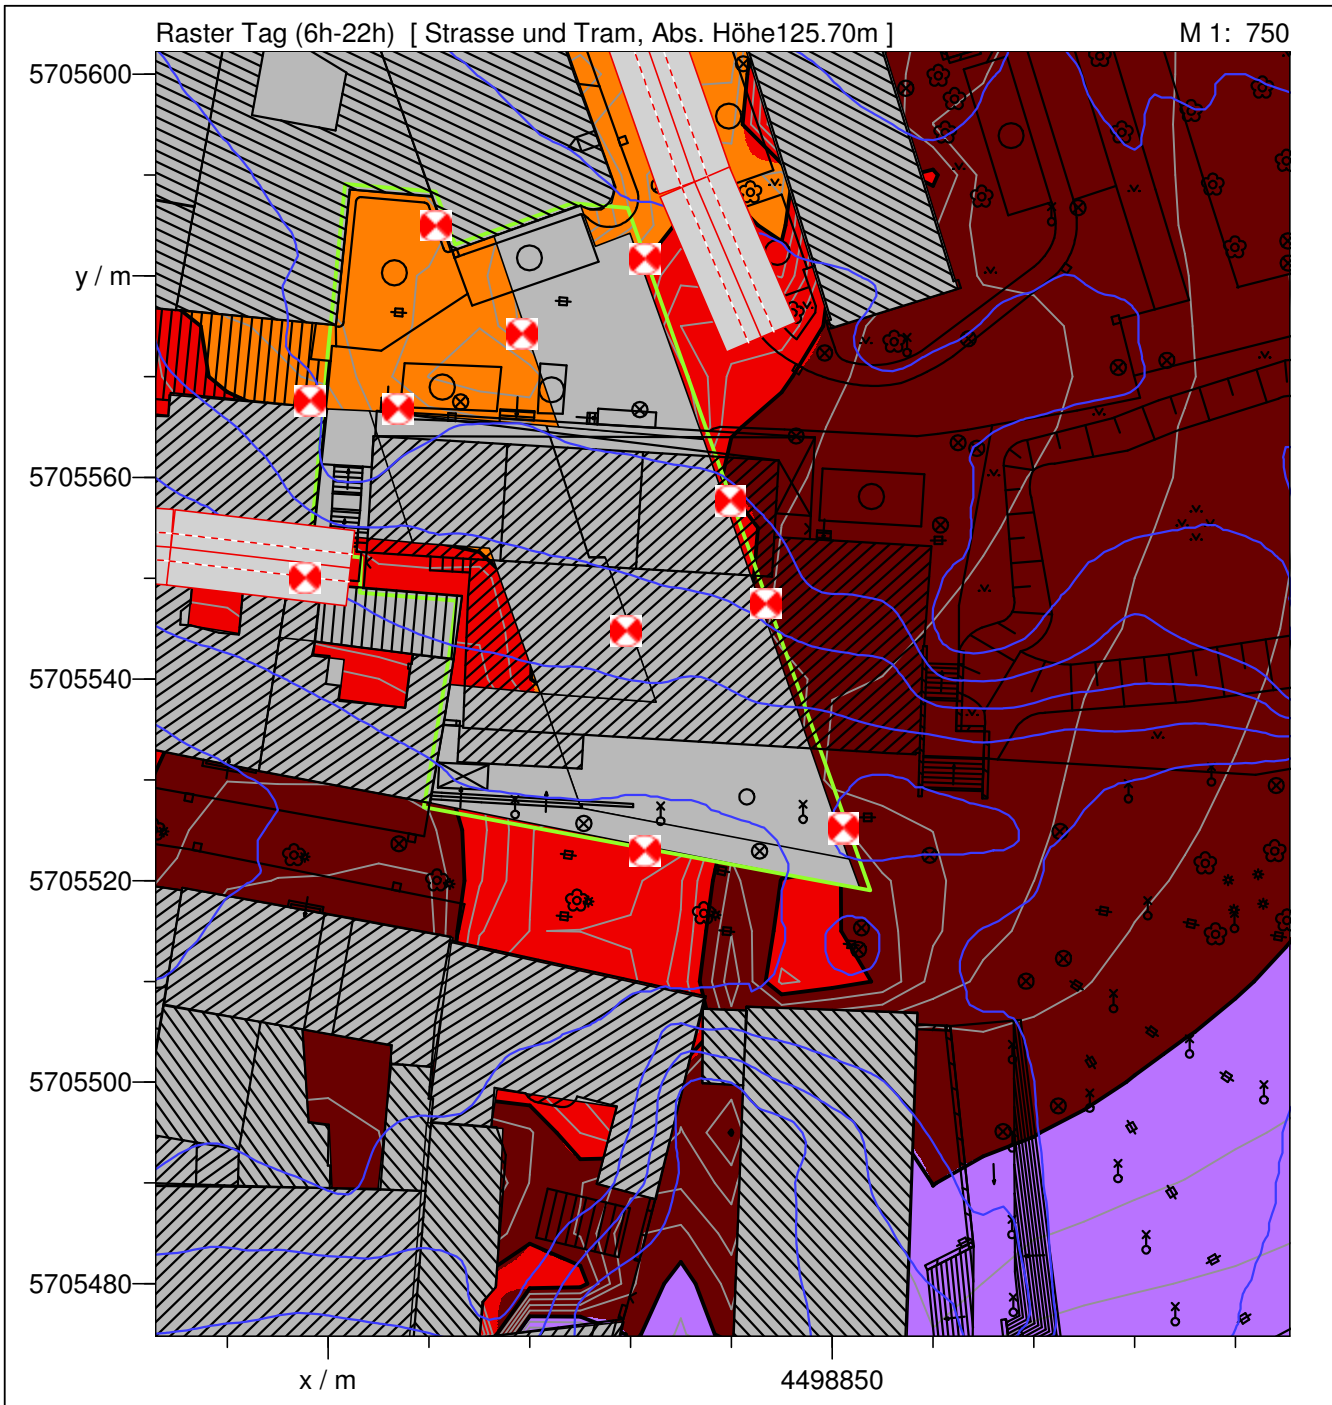 Raster Tag (6h-22h)  [ Strasse und Tram, Abs. Höhe125.70m ]
M 1:  750
5705600
y / m
5705560
5705540
5705520
5705500
5705480
x / m
4498850